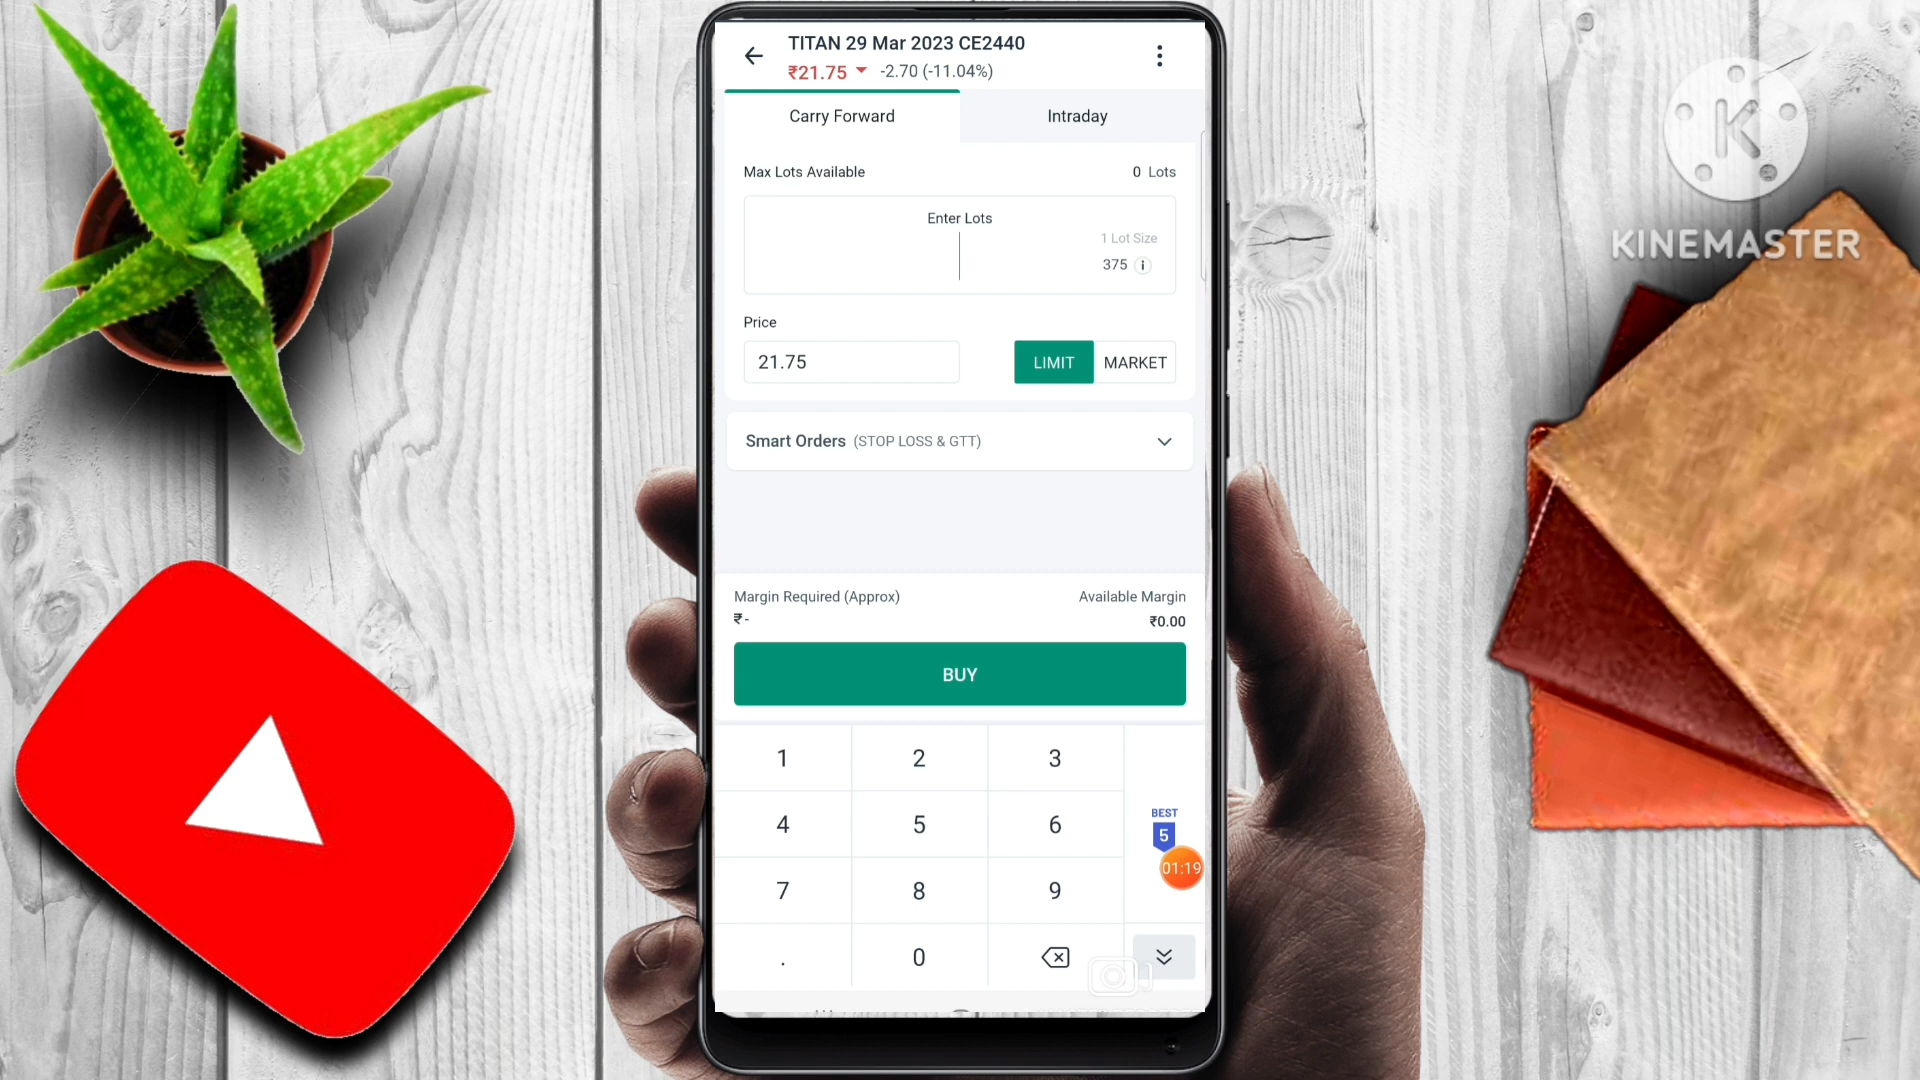 TITAN 29 Mar 2023 CE2440
₹21.75 -2.70 (-11.04%)
Carry Forward
Intraday
Max Lots Available
0 Lots
Enter Lots
1 Lot Size
375
Price
21.75
LIMIT
MARKET
Smart Orders (STOP LOSS & GTT)
Margin Required (Approx)
Available Margin
₹-
₹0.00
BUY
1 2 3
4 5 6
7 8 9
. 0
BEST
5
01:19
K
KINEMASTER